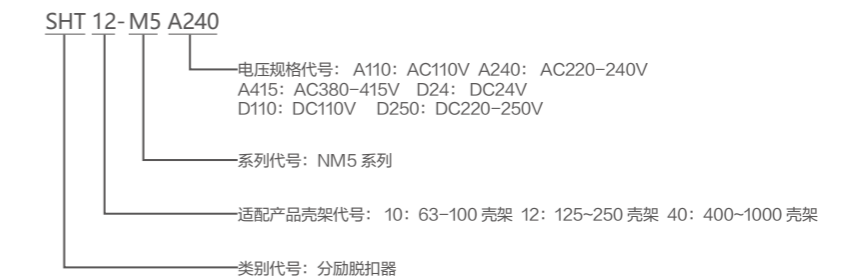 SHT 12-M5 A240
电压规格代号： A110：AC110V A240： AC220-240V
A415：AC380-415V D24： DC24V
D110：DC110V D250：DC220-250V
系列代号：NM5 系列
适配产品壳架代号： 10：63-100 壳架 12：125~250 壳架 40：400~1000 壳架
类别代号：分励脱扣器